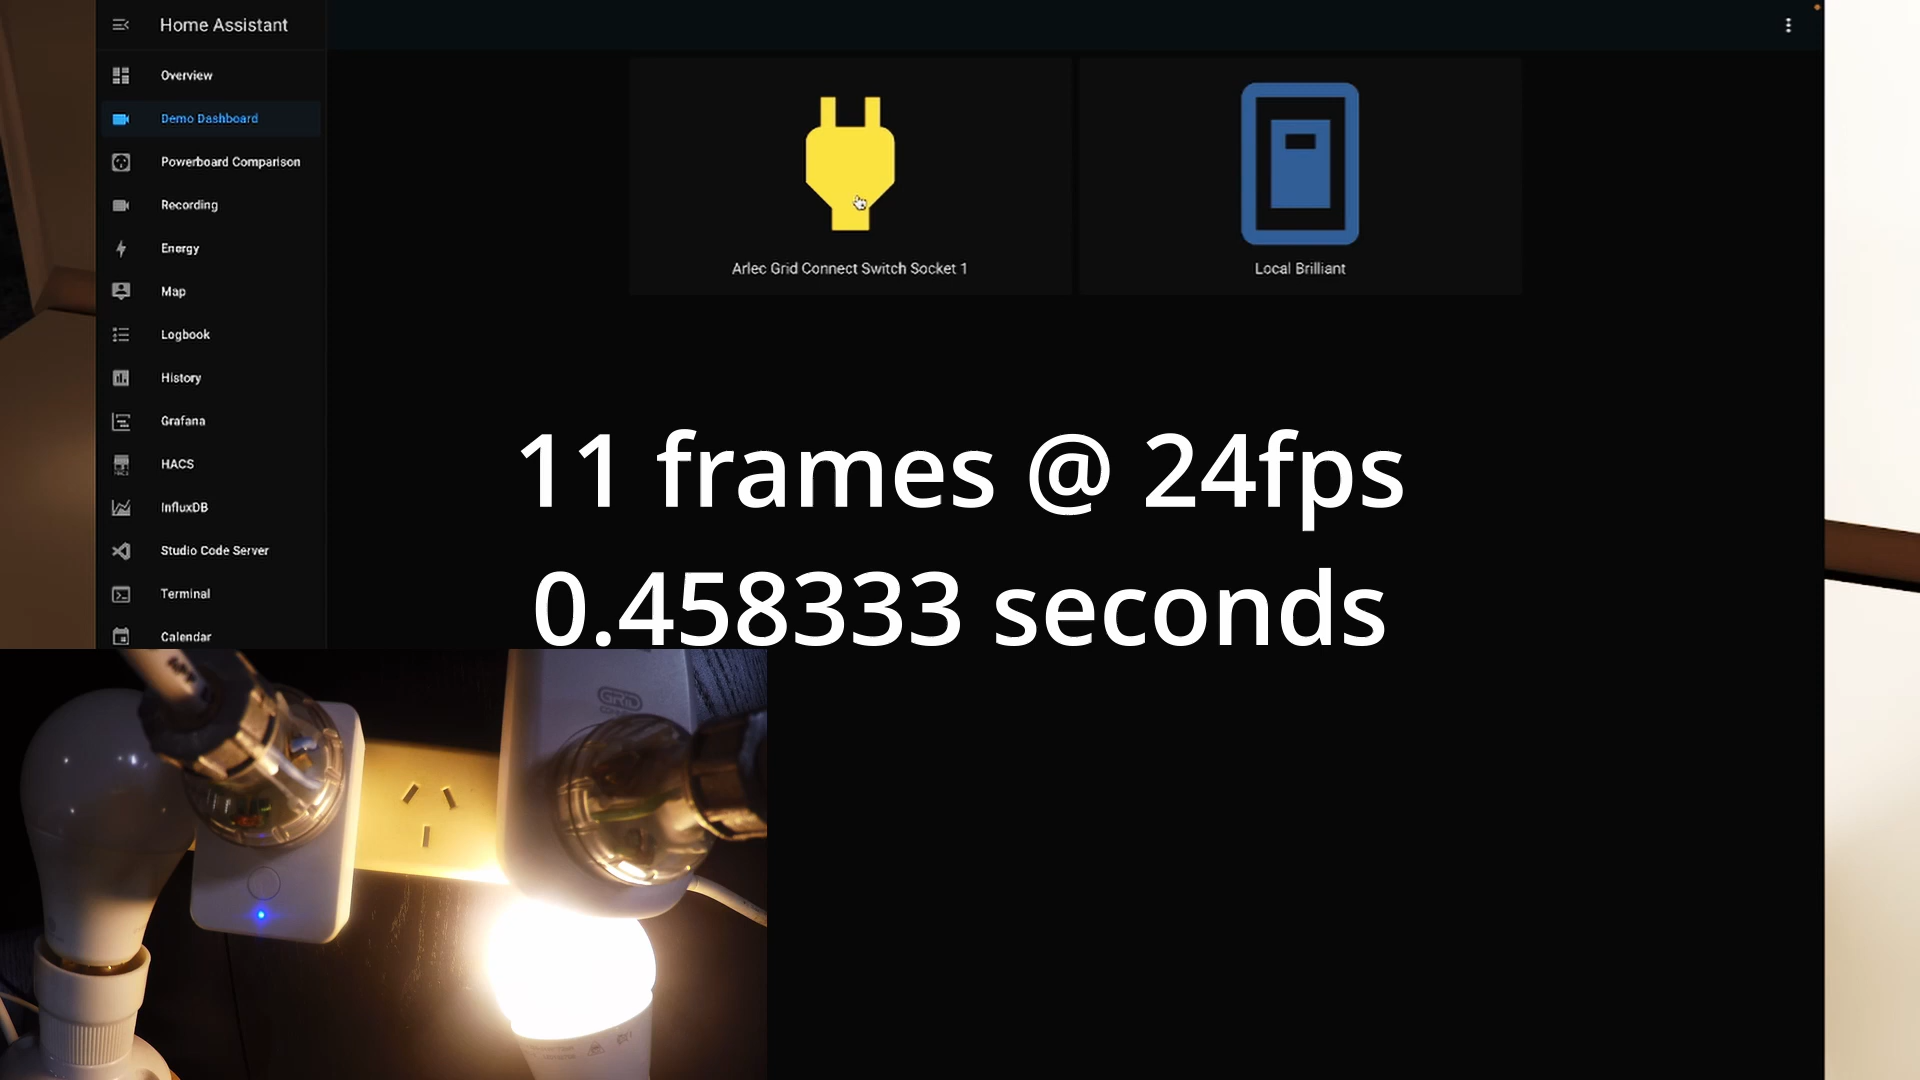 Home Assistant
Overview
Demo Dashboard
Powerboard Comparison
Recording
Energy
Map
Logbook
History
Grafana
HACS
InfluxDB
Studio Code Server
Terminal
Calendar
Arlec Grid Connect Switch Socket 1
Local Brilliant
11 frames @ 24fps
0.458333 seconds
GRID